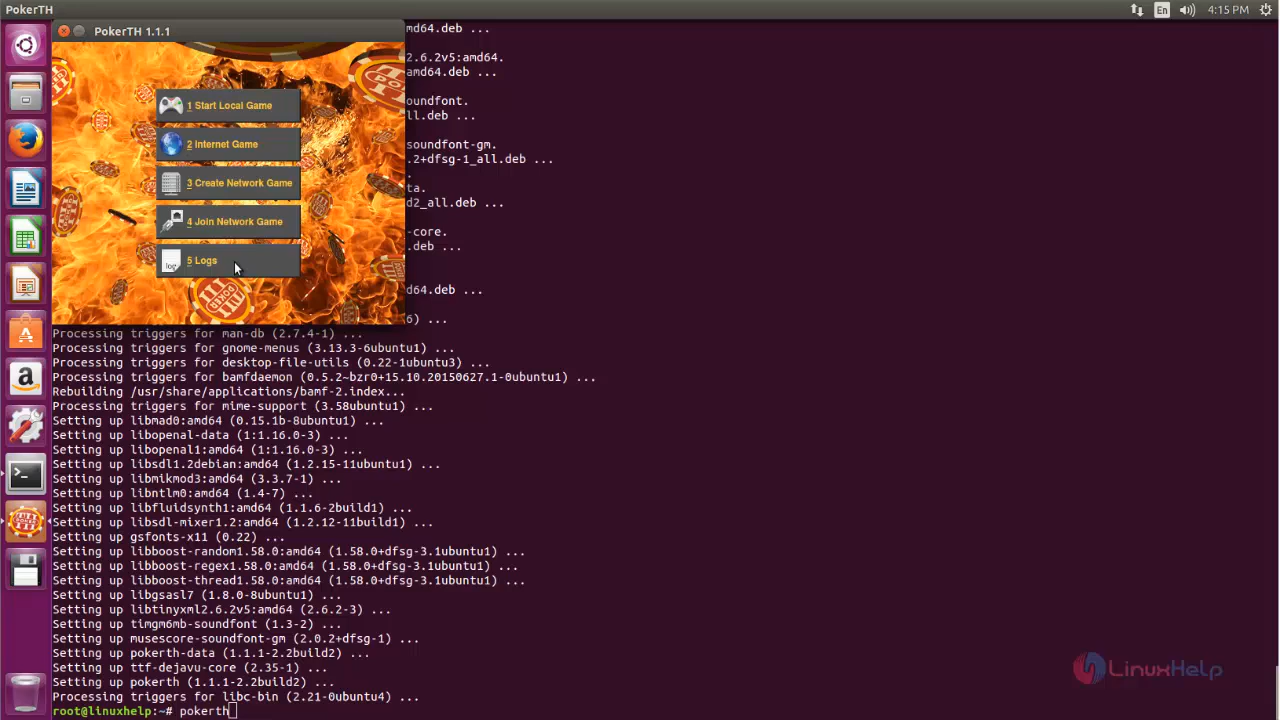 PokerTH
En
4:15 PM
PokerTH 1.1.1
1 Start Local Game
2 Internet Game
3 Create Network Game
4 Join Network Game
5 Logs
log
md64.deb ...
2.6.2v5:amd64.
amd64.deb ...
soundfont.
ll.deb ...
soundfont-gm.
.2+dfsg-1_all.deb ...
.
ta.
d2_all.deb ...
-core.
.deb ...
d64.deb ...
6) ...
Processing triggers for man-db (2.7.4-1) ...
Processing triggers for gnome-menus (3.13.3-6ubuntu1) ...
Processing triggers for desktop-file-utils (0.22-1ubuntu3) ...
Processing triggers for bamfdaemon (0.5.2~bzr0+15.10.20150627.1-0ubuntu1) ...
Rebuilding /usr/share/applications/bamf-2.index...
Processing triggers for mime-support (3.58ubuntu1) ...
Setting up libmad0:amd64 (0.15.1b-8ubuntu1) ...
Setting up libopenal-data (1:1.16.0-3) ...
Setting up libopenal1:amd64 (1:1.16.0-3) ...
Setting up libsdl1.2debian:amd64 (1.2.15-11ubuntu1) ...
Setting up libmikmod3:amd64 (3.3.7-1) ...
Setting up libntlm0:amd64 (1.4-7) ...
Setting up libfluidsynth1:amd64 (1.1.6-2build1) ...
Setting up libsdl-mixer1.2:amd64 (1.2.12-11build1) ...
Setting up gsfonts-x11 (0.22) ...
Setting up libboost-random1.58.0:amd64 (1.58.0+dfsg-3.1ubuntu1) ...
Setting up libboost-regex1.58.0:amd64 (1.58.0+dfsg-3.1ubuntu1) ...
Setting up libboost-thread1.58.0:amd64 (1.58.0+dfsg-3.1ubuntu1) ...
Setting up libgsasl7 (1.8.0-8ubuntu1) ...
Setting up libtinyxml2.6.2v5:amd64 (2.6.2-3) ...
Setting up timgm6mb-soundfont (1.3-2) ...
Setting up musescore-soundfont-gm (2.0.2+dfsg-1) ...
Setting up pokerth-data (1.1.1-2.2build2) ...
Setting up ttf-dejavu-core (2.35-1) ...
Setting up pokerth (1.1.1-2.2build2) ...
Processing triggers for libc-bin (2.21-0ubuntu4) ...
root@linuxhelp:~# pokerth
LinuxHelp